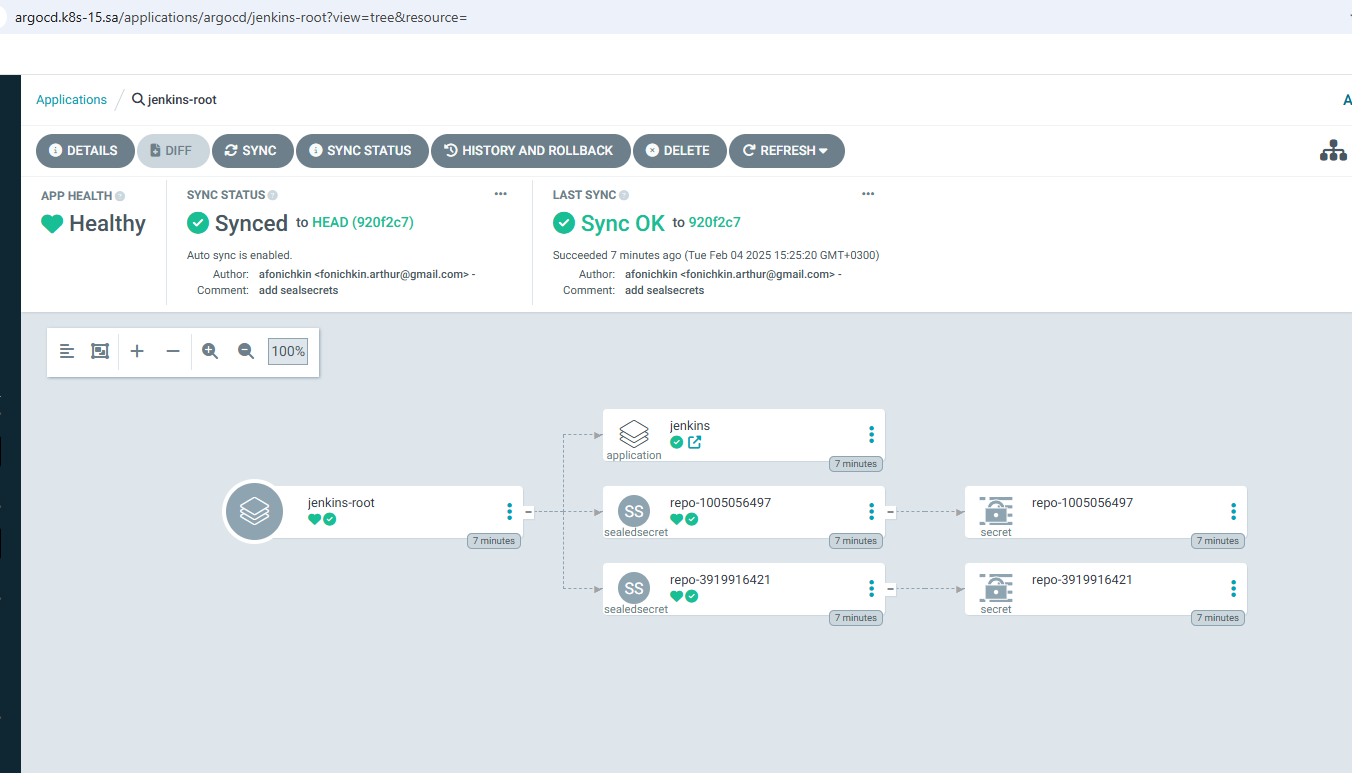 argocd.k8s-15.sa/applications/argocd/jenkins-root?view=tree&resource=
Applications / jenkins-root
A
DETAILS DIFF SYNC SYNC STATUS HISTORY AND ROLLBACK DELETE REFRESH
APP HEALTH
Healthy
SYNC STATUS
Synced to HEAD (920f2c7)
Auto sync is enabled.
Author: afonichkin <fonichkin.arthur@gmail.com> -
Comment: add sealsecrets
LAST SYNC
Sync OK to 920f2c7
Succeeded 7 minutes ago (Tue Feb 04 2025 15:25:20 GMT+0300)
Author: afonichkin <fonichkin.arthur@gmail.com> -
Comment: add sealsecrets
100%
jenkins-root
7 minutes
jenkins
application
7 minutes
SS
repo-1005056497
sealedsecret
7 minutes
repo-1005056497
secret
7 minutes
SS
repo-3919916421
sealedsecret
7 minutes
repo-3919916421
secret
7 minutes